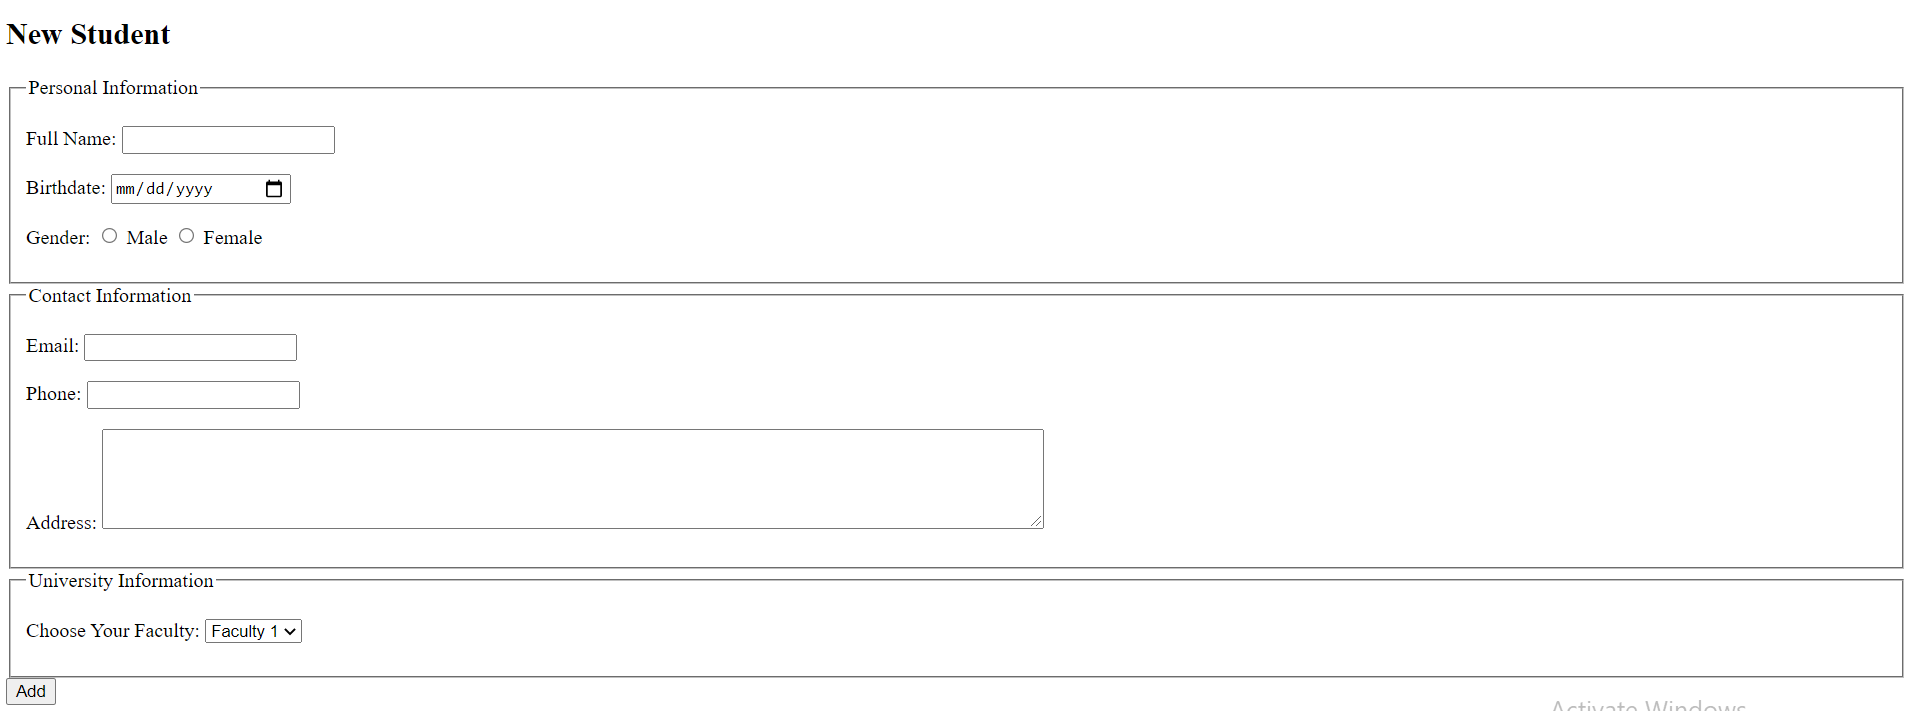 New Student
Personal Information
Full Name:
Birthdate: mm/dd/yyyy
Gender: Male Female
Contact Information
Email:
Phone:
Address:
University Information
Choose Your Faculty: Faculty 1
Add
Activate Windows